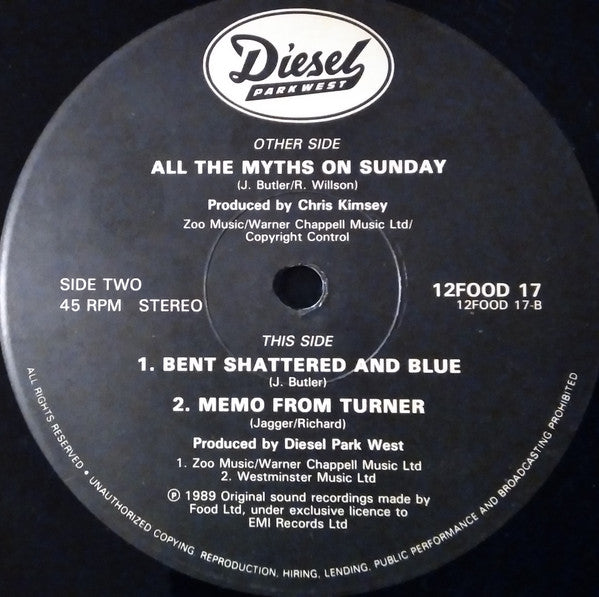 Diesel
PARK WEST
OTHER SIDE
ALL THE MYTHS ON SUNDAY
(J. Butler/R. Willson)
Produced by Chris Kimsey
Zoo Music/Warner Chappell Music Ltd/
Copyright Control
SIDE TWO
45 RPM STEREO
12FOOD 17
12FOOD 17-B
THIS SIDE
1. BENT SHATTERED AND BLUE
(J. Butler)
2. MEMO FROM TURNER
(Jagger/Richard)
Produced by Diesel Park West
1. Zoo Music/Warner Chappell Music Ltd
2. Westminster Music Ltd
℗ 1989 Original sound recordings made by
Food Ltd, under exclusive licence to
EMI Records Ltd
ALL RIGHTS RESERVED • UNAUTHORIZED COPYING, REPRODUCTION, HIRING, LENDING, PUBLIC PERFORMANCE AND BROADCASTING PROHIBITED